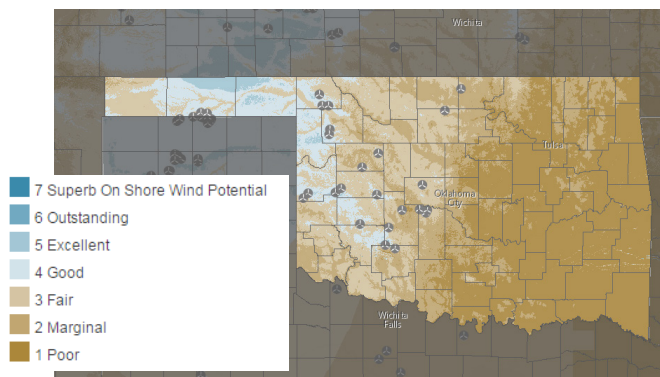 Wichita
Tulsa
Oklahoma
City
Wichita
Falls
7 Superb On Shore Wind Potential
6 Outstanding
5 Excellent
4 Good
3 Fair
2 Marginal
1 Poor